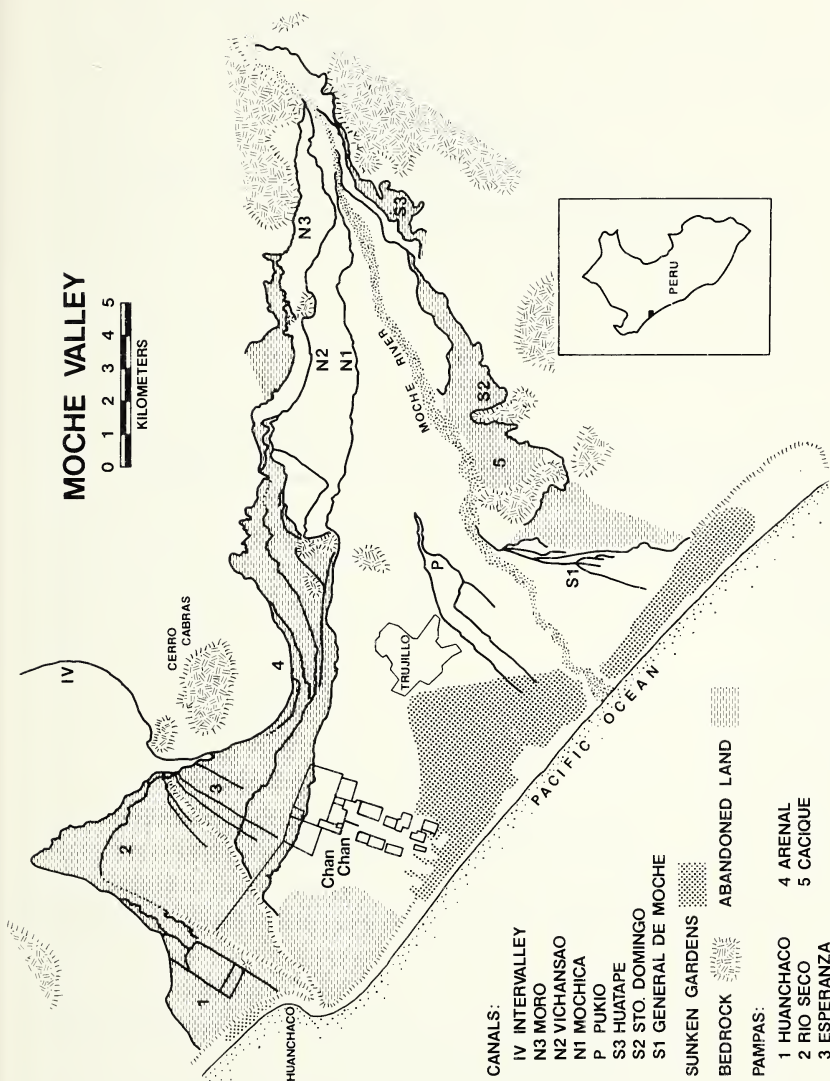 MOCHE VALLEY
0 1 2 3 4 5
KILOMETERS
IV
CERRO
CABRAS
N3
N2
N1
S3
MOCHE RIVER
S2
PERU
4
3
2
1
5
P
TRUJILLO
S1
Chan
Chan
PACIFIC OCEAN
HUANCHACO
CANALS:
IV INTERVALLEY
N3 MORO
N2 VICHANSAO
N1 MOCHICA
P PUKIO
S3 HUATAPE
S2 STO. DOMINGO
S1 GENERAL DE MOCHE
SUNKEN GARDENS
BEDROCK ABANDONED LAND
PAMPAS:
1 HUANCHACO 4 ARENAL
2 RIO SECO 5 CACIQUE
3 ESPERANZA